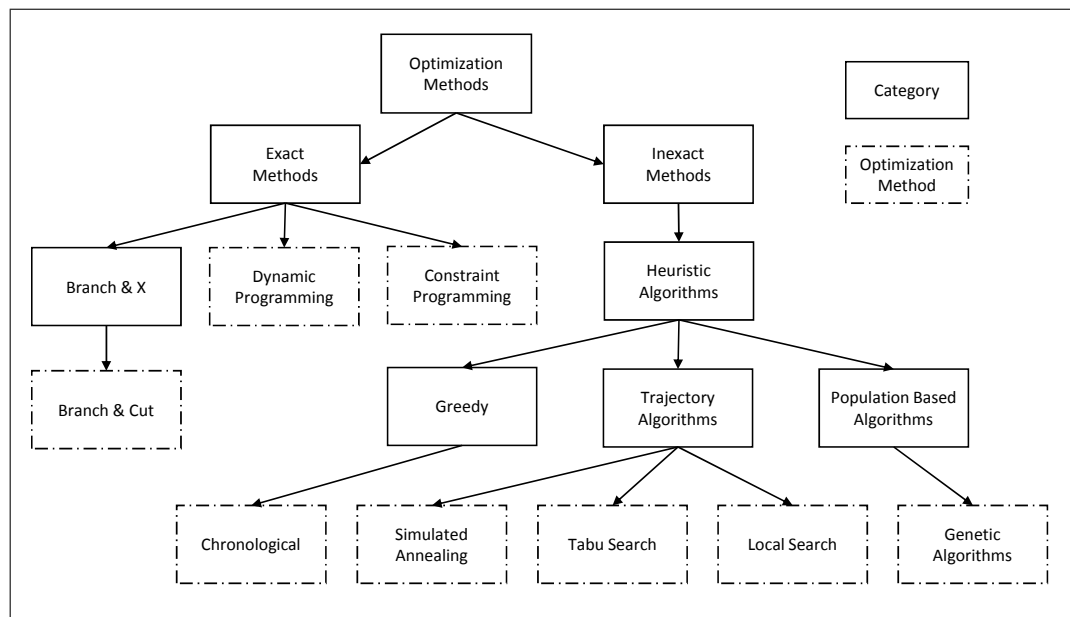 Optimization
Methods
Category
Exact
Methods
Inexact
Methods
Optimization
Method
Branch & X
Dynamic
Programming
Constraint
Programming
Heuristic
Algorithms
Branch & Cut
Greedy
Trajectory
Algorithms
Population Based
Algorithms
Chronological
Simulated
Annealing
Tabu Search
Local Search
Genetic
Algorithms